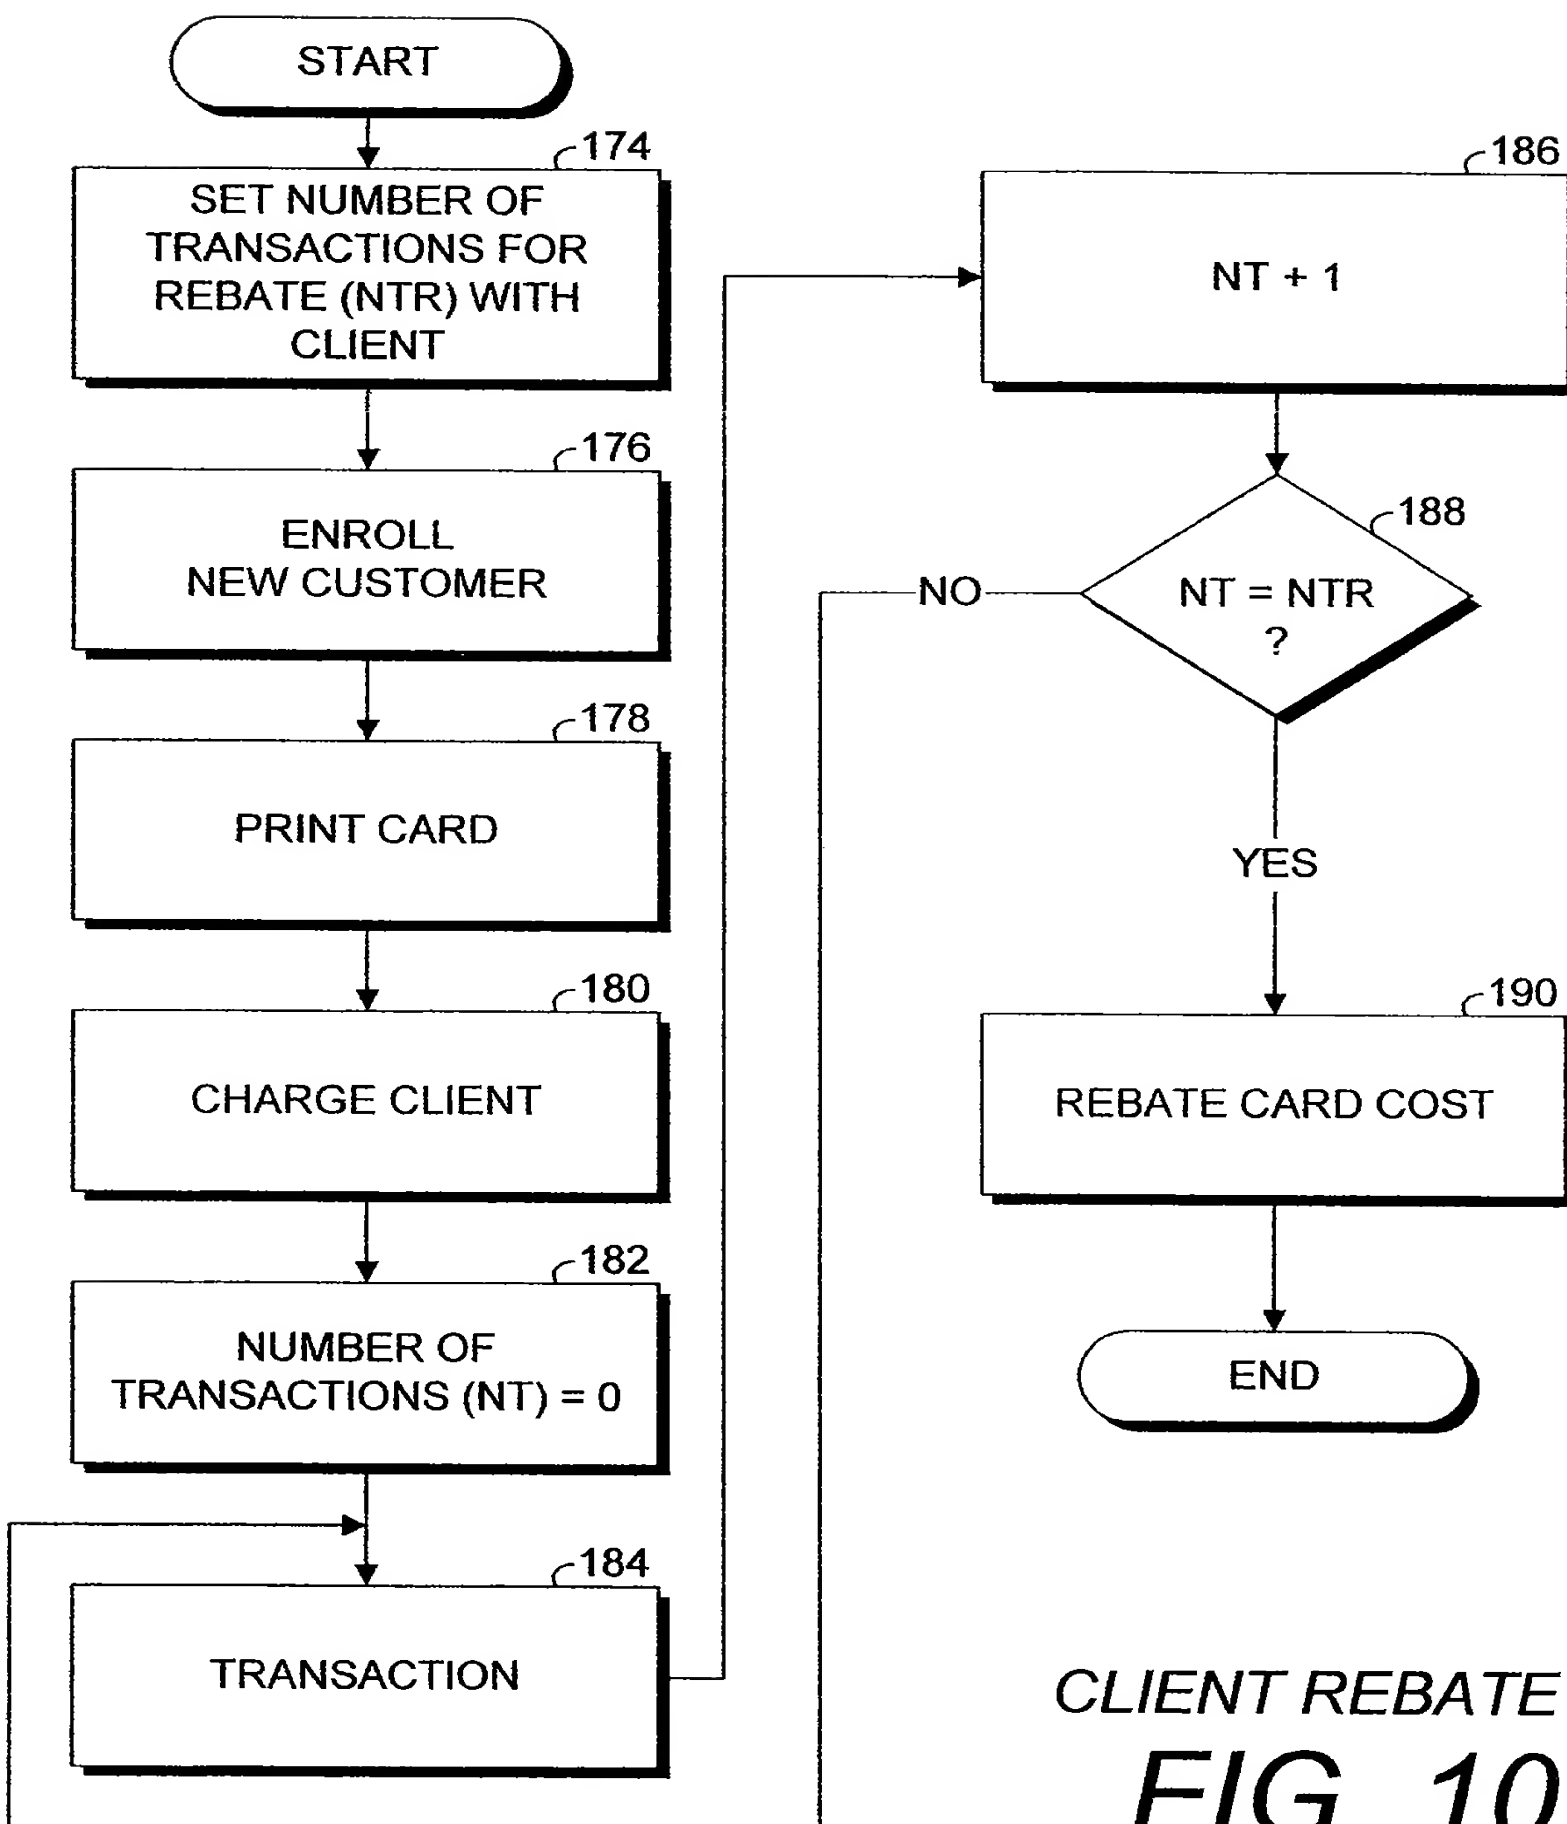 START
174
SET NUMBER OF
TRANSACTIONS FOR
REBATE (NTR) WITH
CLIENT
176
ENROLL
NEW CUSTOMER
178
PRINT CARD
180
CHARGE CLIENT
182
NUMBER OF
TRANSACTIONS (NT) = 0
184
TRANSACTION
186
NT + 1
188
NT = NTR
?
NO
YES
190
REBATE CARD COST
END
CLIENT REBATE
FIG. 10